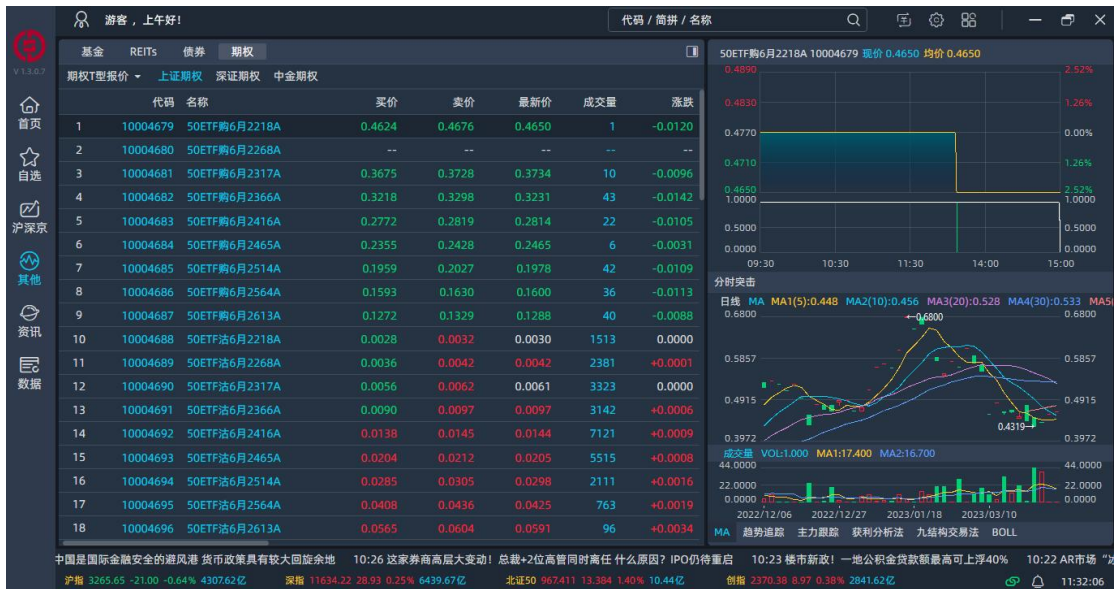 游客 , 上午好!
代码 / 简拼 / 名称
V 1.3.0.7
首页
自选
沪深京
其他
资讯
数据
基金 REITs 债券 期权
期权T型报价 上证期权 深证期权 中金期权
代码 名称 买价 卖价 最新价 成交量 涨跌
1 10004679 50ETF购6月2218A 0.4624 0.4676 0.4650 1 -0.0120
2 10004680 50ETF购6月2268A -- -- -- -- --
3 10004681 50ETF购6月2317A 0.3675 0.3728 0.3734 10 -0.0096
4 10004682 50ETF购6月2366A 0.3218 0.3298 0.3231 43 -0.0142
5 10004683 50ETF购6月2416A 0.2772 0.2819 0.2814 22 -0.0105
6 10004684 50ETF购6月2465A 0.2355 0.2428 0.2465 6 -0.0031
7 10004685 50ETF购6月2514A 0.1959 0.2027 0.1978 42 -0.0109
8 10004686 50ETF购6月2564A 0.1593 0.1630 0.1600 36 -0.0113
9 10004687 50ETF购6月2613A 0.1272 0.1329 0.1288 40 -0.0088
10 10004688 50ETF沽6月2218A 0.0028 0.0032 0.0030 1513 0.0000
11 10004689 50ETF沽6月2268A 0.0036 0.0042 0.0042 2381 +0.0001
12 10004690 50ETF沽6月2317A 0.0056 0.0062 0.0061 3323 0.0000
13 10004691 50ETF沽6月2366A 0.0090 0.0097 0.0097 3142 +0.0006
14 10004692 50ETF沽6月2416A 0.0138 0.0145 0.0144 7121 +0.0009
15 10004693 50ETF沽6月2465A 0.0204 0.0212 0.0205 5515 +0.0008
16 10004694 50ETF沽6月2514A 0.0285 0.0305 0.0298 2111 +0.0016
17 10004695 50ETF沽6月2564A 0.0408 0.0436 0.0425 763 +0.0019
18 10004696 50ETF沽6月2613A 0.0565 0.0604 0.0591 96 +0.0034
50ETF购6月2218A 10004679 现价 0.4650 均价 0.4650
0.4890 2.52%
0.4830 1.26%
0.4770 0.00%
0.4710 1.26%
0.4650 2.52%
1.0000 1.0000
0.5000 0.5000
0.0000 0.0000
09:30 10:30 11:30 14:00 15:00
分时突击
日线 MA MA1(5):0.448 MA2(10):0.456 MA3(20):0.528 MA4(30):0.533 MA5(
0.6800 0.6800 0.6800
0.5857 0.5857
0.4915 0.4915
0.4319
0.3972 0.3972
成交量 VOL:1.000 MA1:17.400 MA2:16.700
44.0000 44.0000
22.0000 22.0000
0.0000 0.0000
2022/12/06 2022/12/27 2023/01/18 2023/03/10
MA 趋势追踪 主力跟踪 获利分析法 九结构交易法 BOLL
中国是国际金融安全的避风港 货币政策具有较大回旋余地 10:26 这家券商高层大变动! 总裁+2位高管同时离任 什么原因? IPO仍待重启 10:23 楼市新政! 一地公积金贷款额最高可上浮40% 10:22 AR市场 “
沪指 3265.65 -21.00 -0.64% 4307.62亿 深指 11634.22 28.93 0.25% 6439.67亿 北证50 967.411 13.384 1.40% 10.44亿 创指 2370.38 8.97 0.38% 2841.62亿 11:32:06